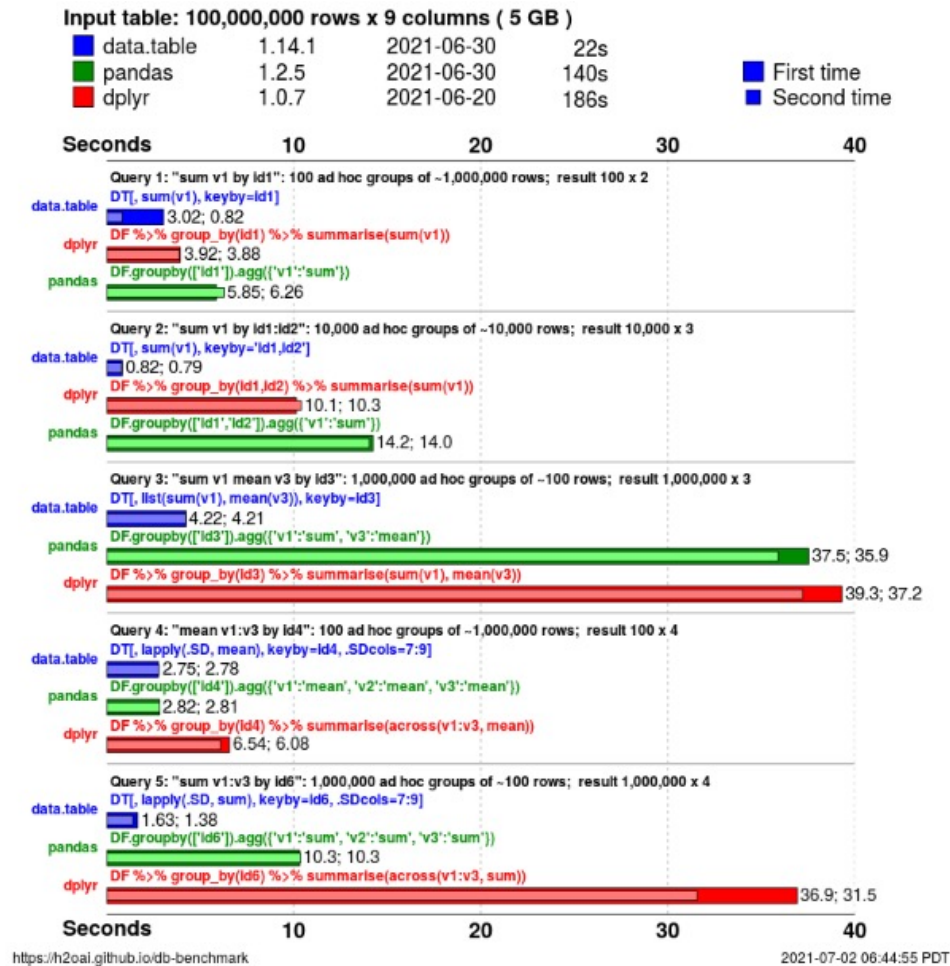 Input table: 100,000,000 rows x 9 columns ( 5 GB )
data.table 1.14.1 2021-06-30 22s
pandas 1.2.5 2021-06-30 140s
dplyr 1.0.7 2021-06-20 186s
First time
Second time
Seconds 10 20 30 40
Query 1: "sum v1 by id1": 100 ad hoc groups of ~1,000,000 rows; result 100 x 2
DT[, sum(v1), keyby=id1]
data.table 3.02; 0.82
DF %>% group_by(id1) %>% summarise(sum(v1))
dplyr 3.92; 3.88
DF.groupby(['id1']).agg({'v1':'sum'})
pandas 5.85; 6.26
Query 2: "sum v1 by id1:id2": 10,000 ad hoc groups of ~10,000 rows; result 10,000 x 3
DT[, sum(v1), keyby='id1,id2']
data.table 0.82; 0.79
DF %>% group_by(id1,id2) %>% summarise(sum(v1))
dplyr 10.1; 10.3
DF.groupby(['id1','id2']).agg({'v1':'sum'})
pandas 14.2; 14.0
Query 3: "sum v1 mean v3 by id3": 1,000,000 ad hoc groups of ~100 rows; result 1,000,000 x 3
DT[, list(sum(v1), mean(v3)), keyby=id3]
data.table 4.22; 4.21
DF.groupby(['id3']).agg({'v1':'sum', 'v3':'mean'})
pandas 37.5; 35.9
DF %>% group_by(id3) %>% summarise(sum(v1), mean(v3))
dplyr 39.3; 37.2
Query 4: "mean v1:v3 by id4": 100 ad hoc groups of ~1,000,000 rows; result 100 x 4
DT[, lapply(.SD, mean), keyby=id4, .SDcols=7:9]
data.table 2.75; 2.78
DF.groupby(['id4']).agg({'v1':'mean', 'v2':'mean', 'v3':'mean'})
pandas 2.82; 2.81
DF %>% group_by(id4) %>% summarise(across(v1:v3, mean))
dplyr 6.54; 6.08
Query 5: "sum v1:v3 by id6": 1,000,000 ad hoc groups of ~100 rows; result 1,000,000 x 4
DT[, lapply(.SD, sum), keyby=id6, .SDcols=7:9]
data.table 1.63; 1.38
DF.groupby(['id6']).agg({'v1':'sum', 'v2':'sum', 'v3':'sum'})
pandas 10.3; 10.3
DF %>% group_by(id6) %>% summarise(across(v1:v3, sum))
dplyr 36.9; 31.5
Seconds 10 20 30 40
https://h2oai.github.io/db-benchmark 2021-07-02 06:44:55 PDT